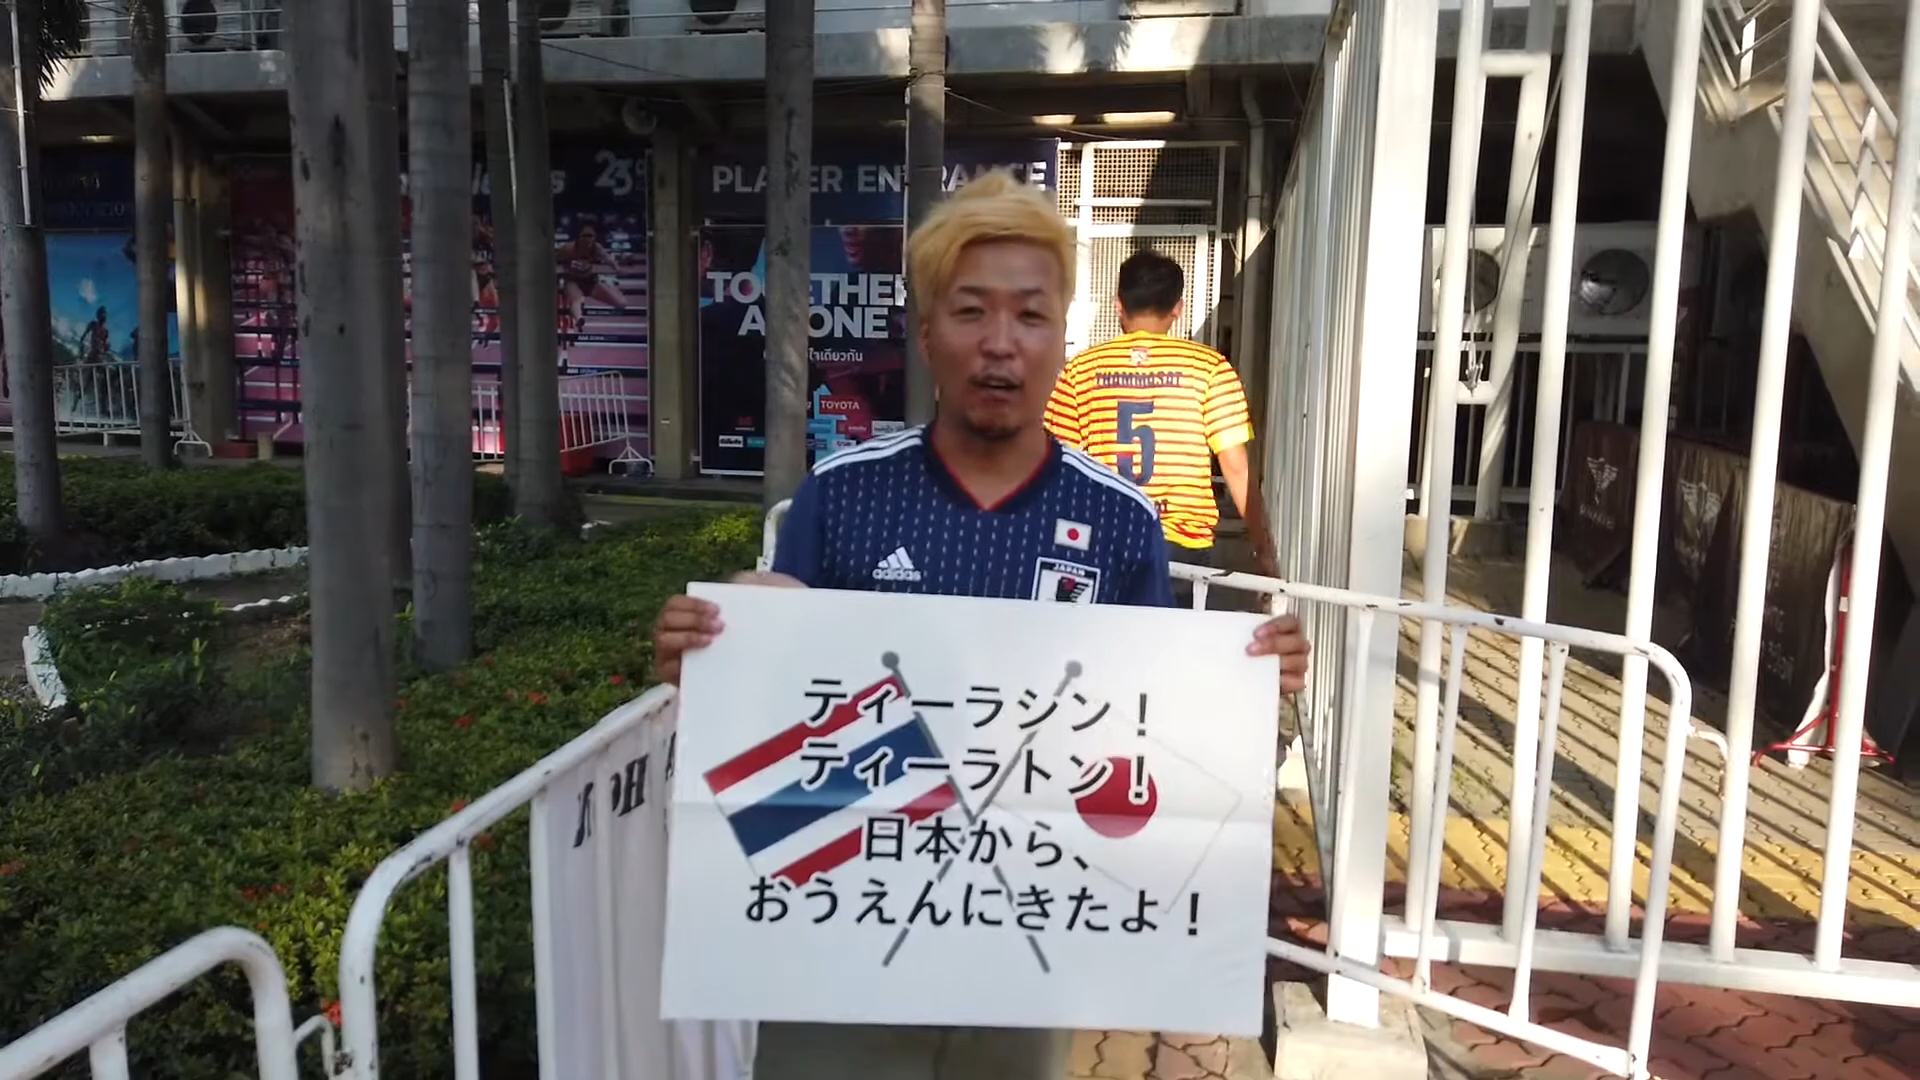 PLAYER ENTRANCE
TOGETHER
AS ONE
TOYOTA
THAMMASAT
5
adidas
JAPAN
ティーラシン！
ティーラトン！
日本から、
おうえんにきたよ！